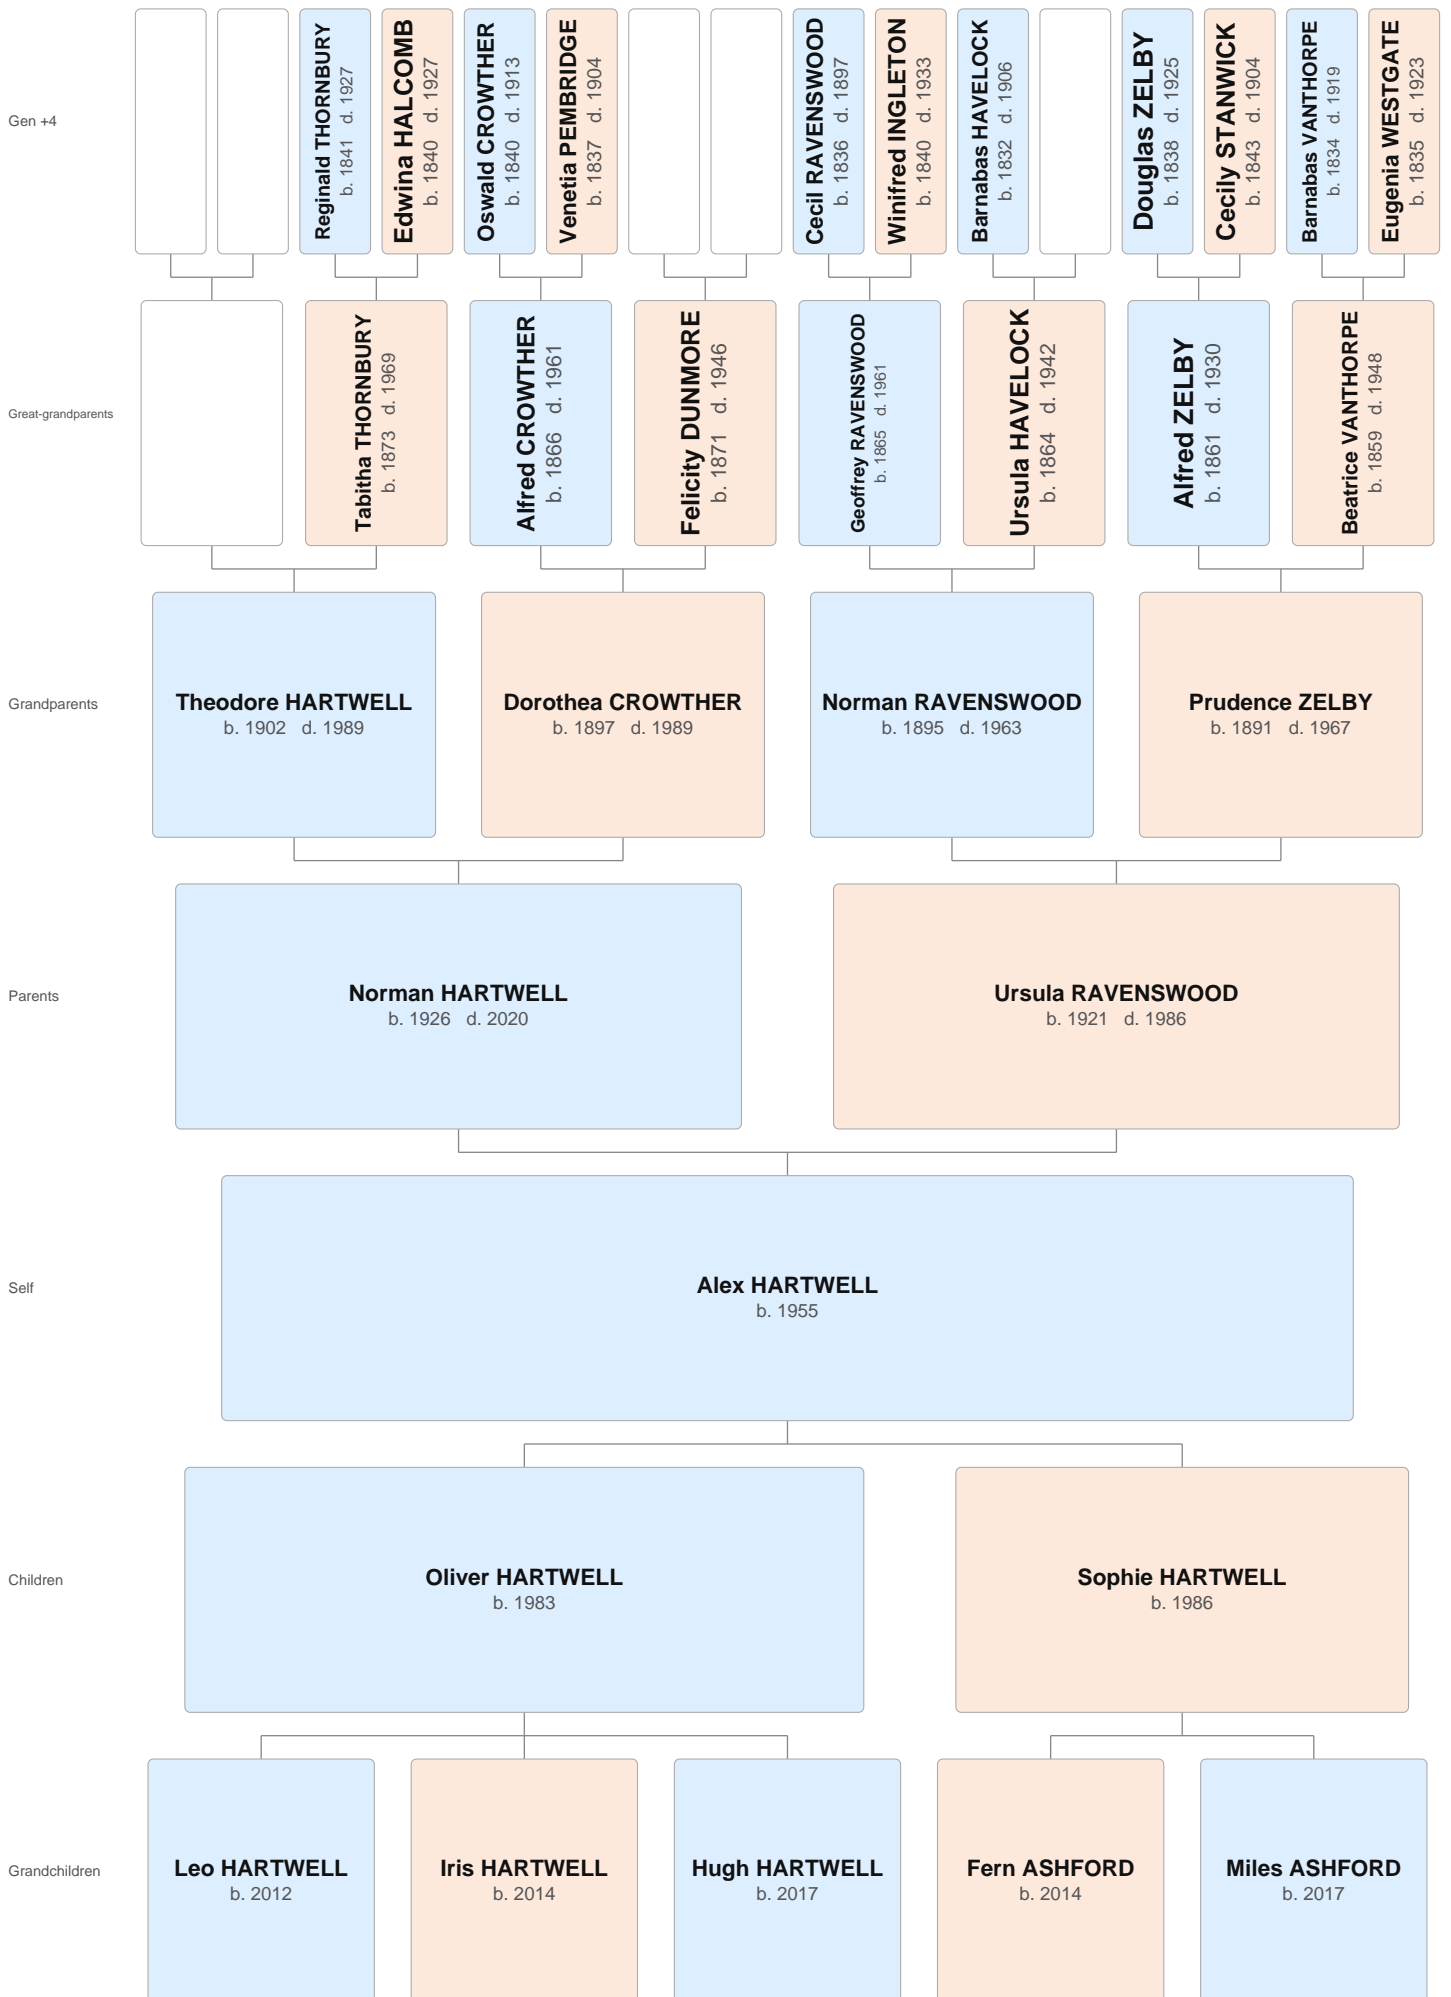 Gen +4
Reginald THORNBURY
b. 1841 d. 1927
Edwina HALCOMB
b. 1840 d. 1927
Oswald CROWTHER
b. 1840 d. 1913
Venetia PEMBRIDGE
b. 1837 d. 1904
Cecil RAVENSWOOD
b. 1836 d. 1897
Winifred INGLETON
b. 1840 d. 1933
Barnabas HAVELOCK
b. 1832 d. 1906
Douglas ZELBY
b. 1838 d. 1925
Cecily STANWICK
b. 1843 d. 1904
Barnabas VANTHORPE
b. 1834 d. 1919
Eugenia WESTGATE
b. 1835 d. 1923
Great-grandparents
Tabitha THORNBURY
b. 1873 d. 1969
Alfred CROWTHER
b. 1866 d. 1961
Felicity DUNMORE
b. 1871 d. 1946
Geoffrey RAVENSWOOD
b. 1865 d. 1961
Ursula HAVELOCK
b. 1864 d. 1942
Alfred ZELBY
b. 1861 d. 1930
Beatrice VANTHORPE
b. 1859 d. 1948
Grandparents
Theodore HARTWELL
b. 1902 d. 1989
Dorothea CROWTHER
b. 1897 d. 1989
Norman RAVENSWOOD
b. 1895 d. 1963
Prudence ZELBY
b. 1891 d. 1967
Parents
Norman HARTWELL
b. 1926 d. 2020
Ursula RAVENSWOOD
b. 1921 d. 1986
Self
Alex HARTWELL
b. 1955
Children
Oliver HARTWELL
b. 1983
Sophie HARTWELL
b. 1986
Grandchildren
Leo HARTWELL
b. 2012
Iris HARTWELL
b. 2014
Hugh HARTWELL
b. 2017
Fern ASHFORD
b. 2014
Miles ASHFORD
b. 2017